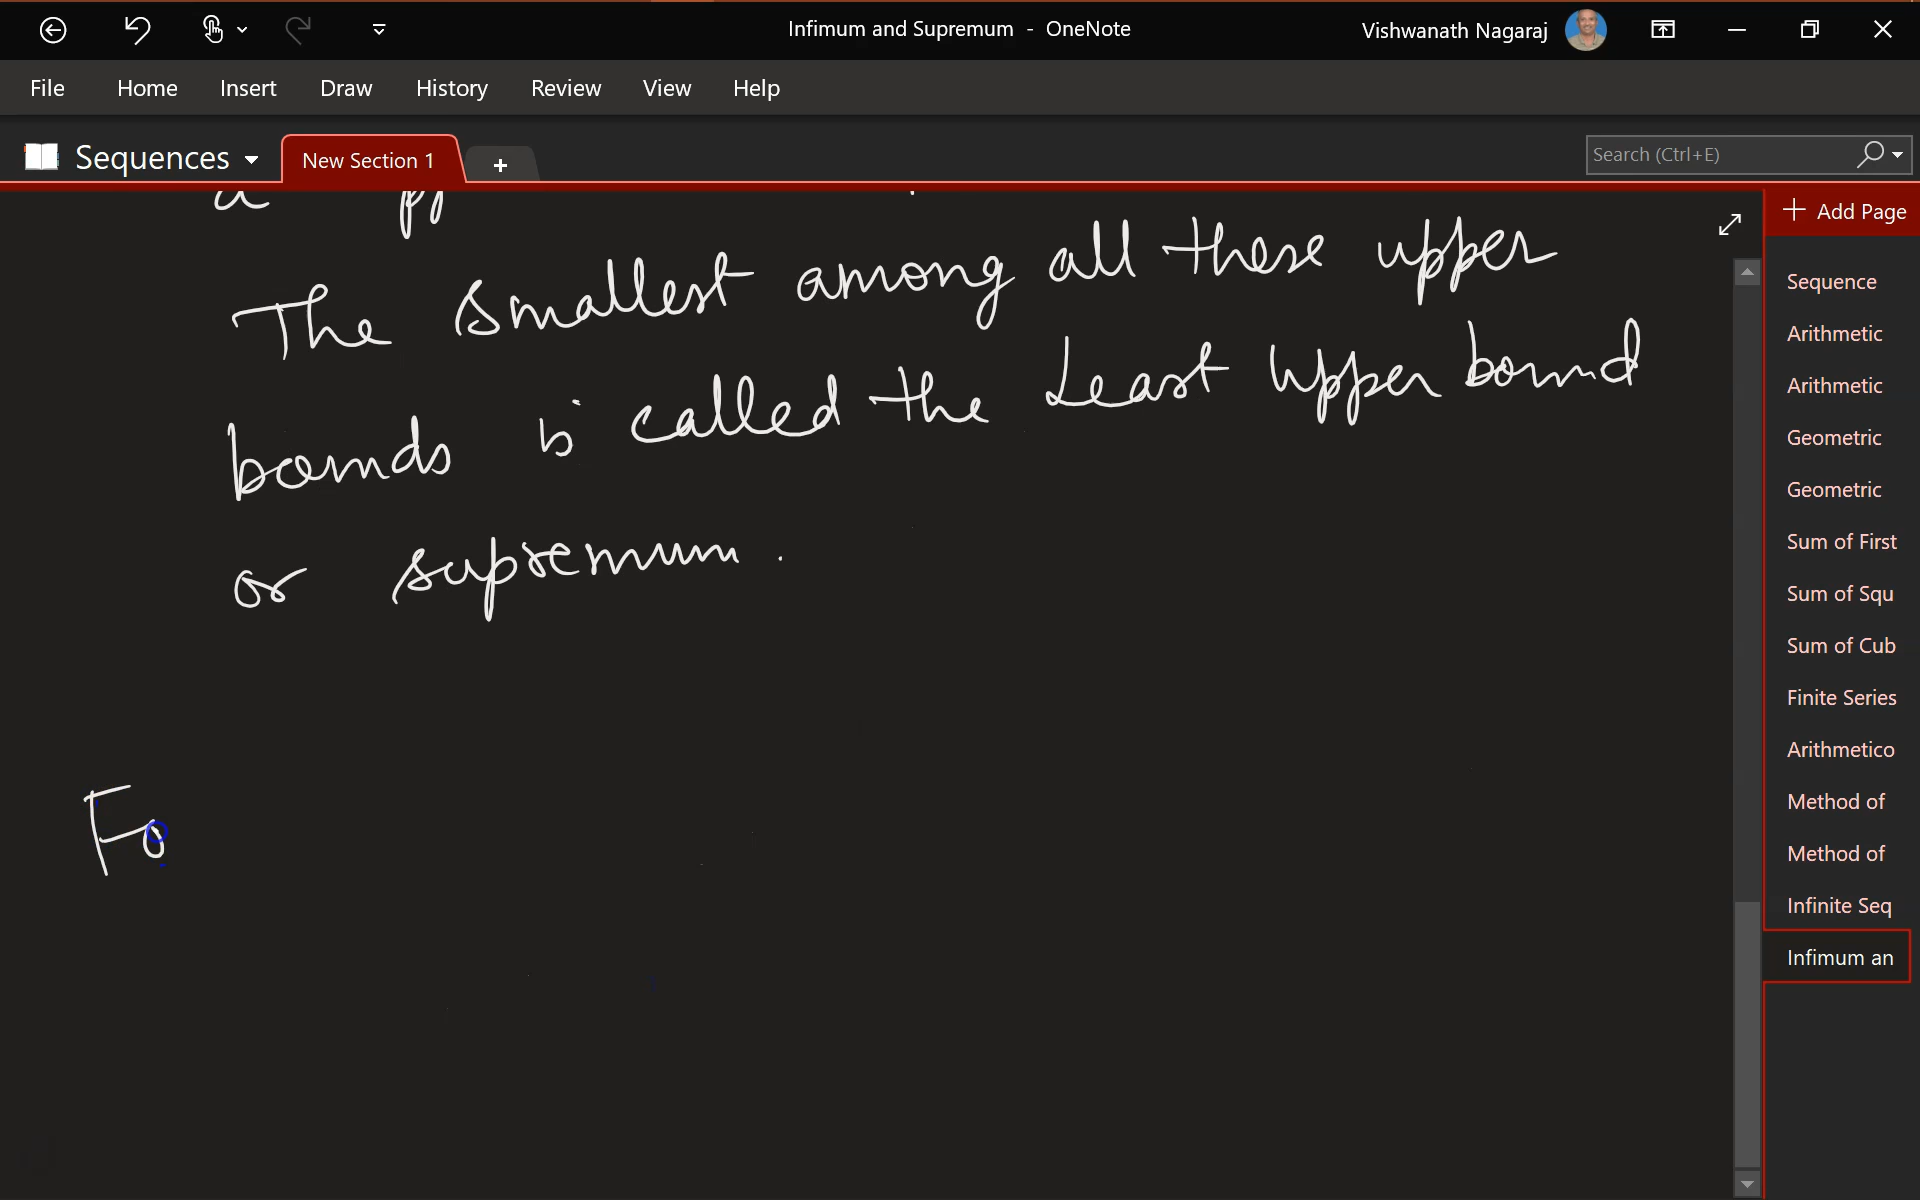 Infimum and Supremum - OneNote
Vishwanath Nagaraj
File Home Insert Draw History Review View Help
Sequences New Section 1 +
Search (Ctrl+E)
Add Page
Sequence
Arithmetic
Arithmetic
Geometric
Geometric
Sum of First
Sum of Squ
Sum of Cub
Finite Series
Arithmetico
Method of
Method of
Infinite Seq
Infimum an
The smallest among all these upper
bounds is called the Least Upper bound
or supremum.
Fo